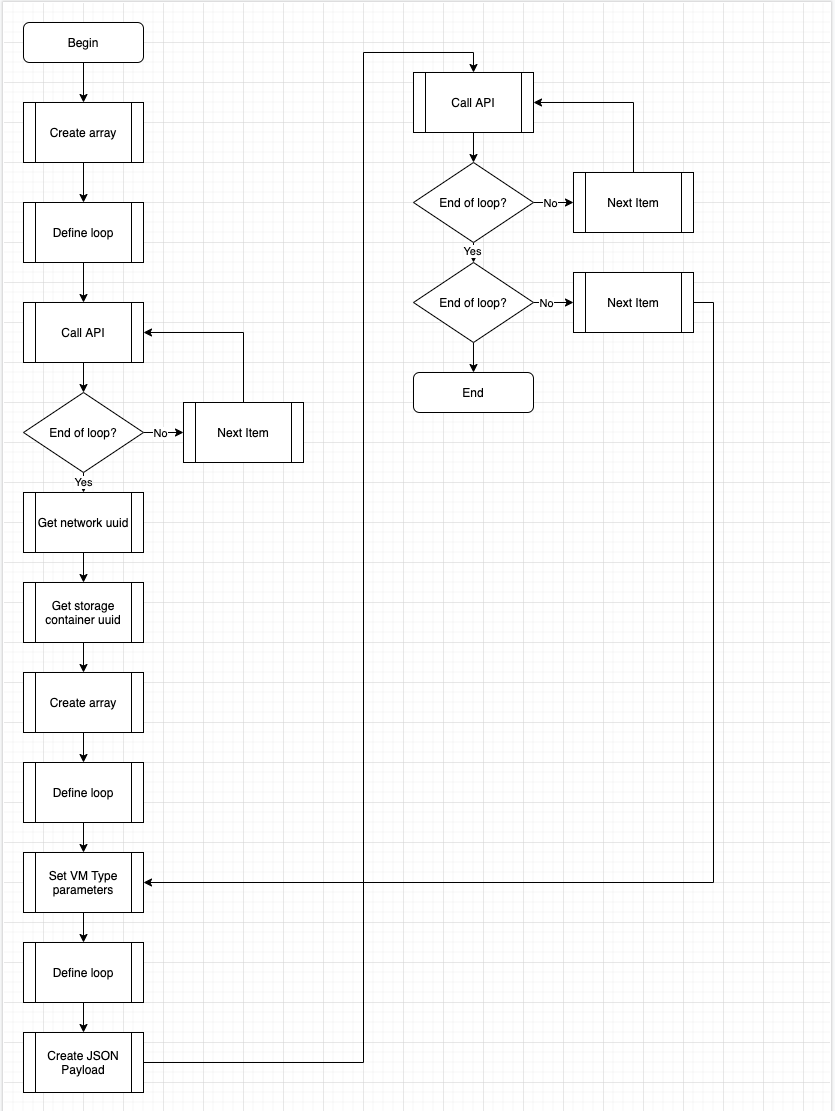 Begin
Create array
Define loop
Call API
End of loop?
No
Next Item
Yes
Get network uuid
Get storage
container uuid
Create array
Define loop
Set VM Type
parameters
Define loop
Create JSON
Payload
Call API
End of loop?
No
Next Item
Yes
End of loop?
No
Next Item
End